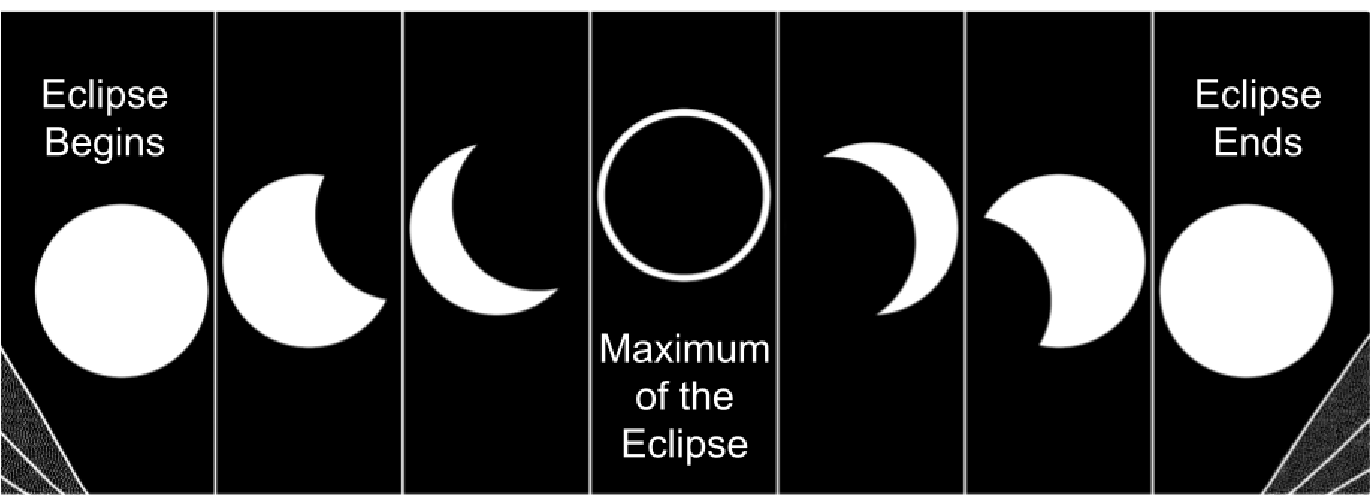 Eclipse
Begins
Maximum
of the
Eclipse
Eclipse
Ends